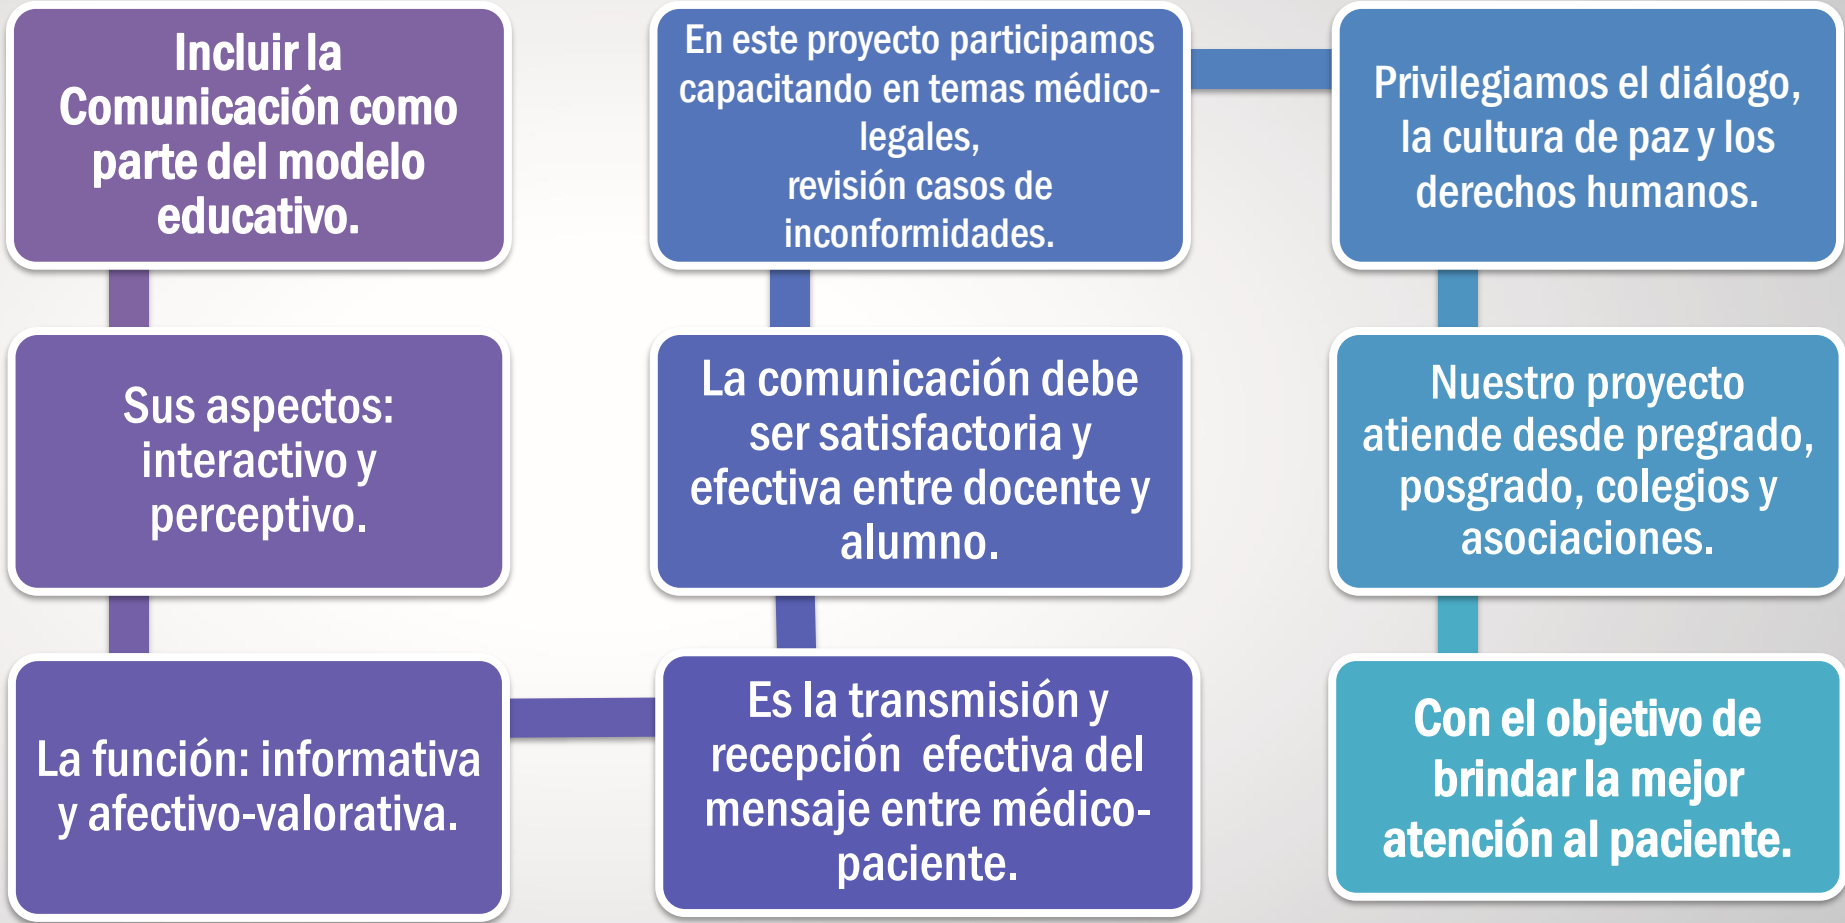 Incluir la
Comunicación como
parte del modelo
educativo.
Sus aspectos:
interactivo y
perceptivo.
La función: informativa
y afectivo-valorativa.
Es la transmisión y
recepción efectiva del
mensaje entre médico-
paciente.
La comunicación debe
ser satisfactoria y
efectiva entre docente y
alumno.
En este proyecto participamos
capacitando en temas médico-
legales,
revisión casos de
inconformidades.
Privilegiamos el diálogo,
la cultura de paz y los
derechos humanos.
Nuestro proyecto
atiende desde pregrado,
posgrado, colegios y
asociaciones.
Con el objetivo de
brindar la mejor
atención al paciente.